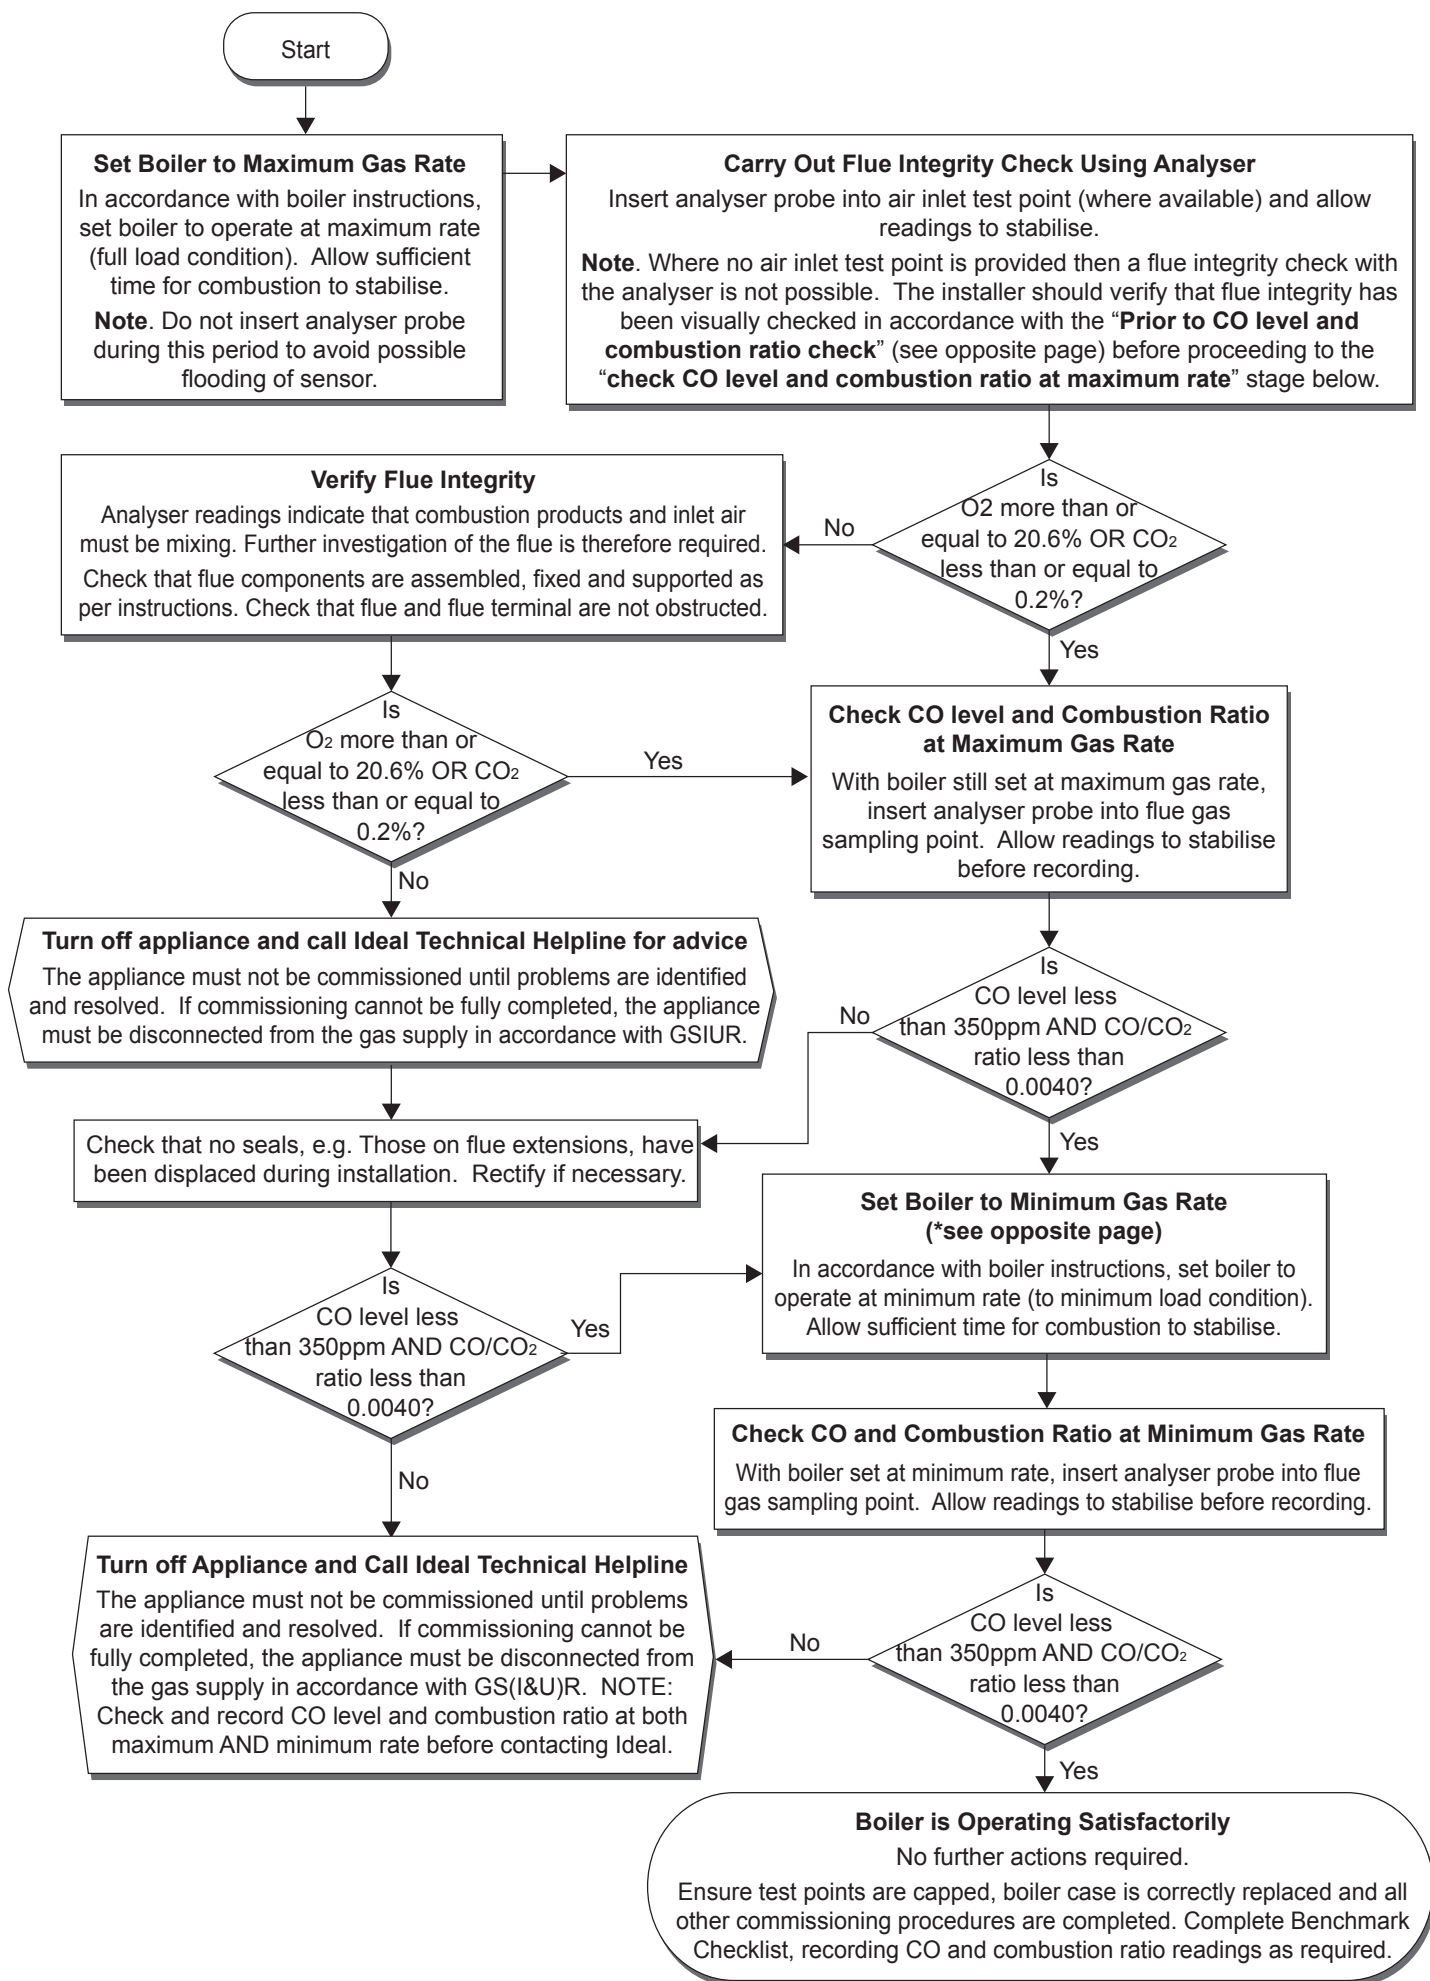 Start
Set Boiler to Maximum Gas Rate
In accordance with boiler instructions,
set boiler to operate at maximum rate
(full load condition).  Allow sufficient
time for combustion to stabilise.
Note. Do not insert analyser probe
during this period to avoid possible
flooding of sensor.
Carry Out Flue Integrity Check Using Analyser
Insert analyser probe into air inlet test point (where available) and allow
readings to stabilise.
Note. Where no air inlet test point is provided then a flue integrity check with
the analyser is not possible.  The installer should verify that flue integrity has
been visually checked in accordance with the “Prior to CO level and
combustion ratio check” (see opposite page) before proceeding to the
“check CO level and combustion ratio at maximum rate” stage below.
Is
O2 more than or
equal to 20.6% OR CO2
less than or equal to
0.2%?
No
Yes
Verify Flue Integrity
Analyser readings indicate that combustion products and inlet air
must be mixing. Further investigation of the flue is therefore required.
Check that flue components are assembled, fixed and supported as
per instructions. Check that flue and flue terminal are not obstructed.
Is
O2 more than or
equal to 20.6% OR CO2
less than or equal to
0.2%?
Yes
No
Check CO level and Combustion Ratio
at Maximum Gas Rate
With boiler still set at maximum gas rate,
insert analyser probe into flue gas
sampling point.  Allow readings to stabilise
before recording.
Turn off appliance and call Ideal Technical Helpline for advice
The appliance must not be commissioned until problems are identified
and resolved.  If commissioning cannot be fully completed, the appliance
must be disconnected from the gas supply in accordance with GSIUR.
Is
CO level less
than 350ppm AND CO/CO2
ratio less than
0.0040?
No
Yes
Check that no seals, e.g. Those on flue extensions, have
been displaced during installation.  Rectify if necessary.
Set Boiler to Minimum Gas Rate
(*see opposite page)
In accordance with boiler instructions, set boiler to
operate at minimum rate (to minimum load condition).
Allow sufficient time for combustion to stabilise.
Is
CO level less
than 350ppm AND CO/CO2
ratio less than
0.0040?
Yes
No
Check CO and Combustion Ratio at Minimum Gas Rate
With boiler set at minimum rate, insert analyser probe into flue
gas sampling point.  Allow readings to stabilise before recording.
Turn off Appliance and Call Ideal Technical Helpline
The appliance must not be commissioned until problems
are identified and resolved.  If commissioning cannot be
fully completed, the appliance must be disconnected from
the gas supply in accordance with GS(I&U)R.  NOTE:
Check and record CO level and combustion ratio at both
maximum AND minimum rate before contacting Ideal.
Is
CO level less
than 350ppm AND CO/CO2
ratio less than
0.0040?
No
Yes
Boiler is Operating Satisfactorily
No further actions required.
Ensure test points are capped, boiler case is correctly replaced and all
other commissioning procedures are completed. Complete Benchmark
Checklist, recording CO and combustion ratio readings as required.